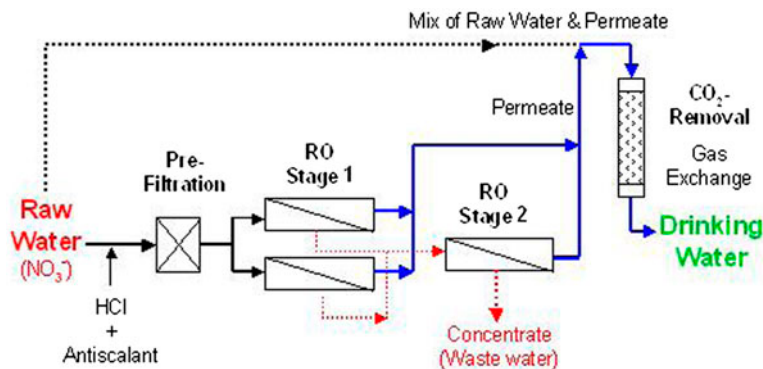 Mix of Raw Water & Permeate
CO₂-
Removal
Gas
Exchange
Permeate
Pre-
Filtration
RO
Stage 1
RO
Stage 2
Raw
Water
(NO₃⁻)
Drinking
Water
HCl
+
Antiscalant
Concentrate
(Waste water)